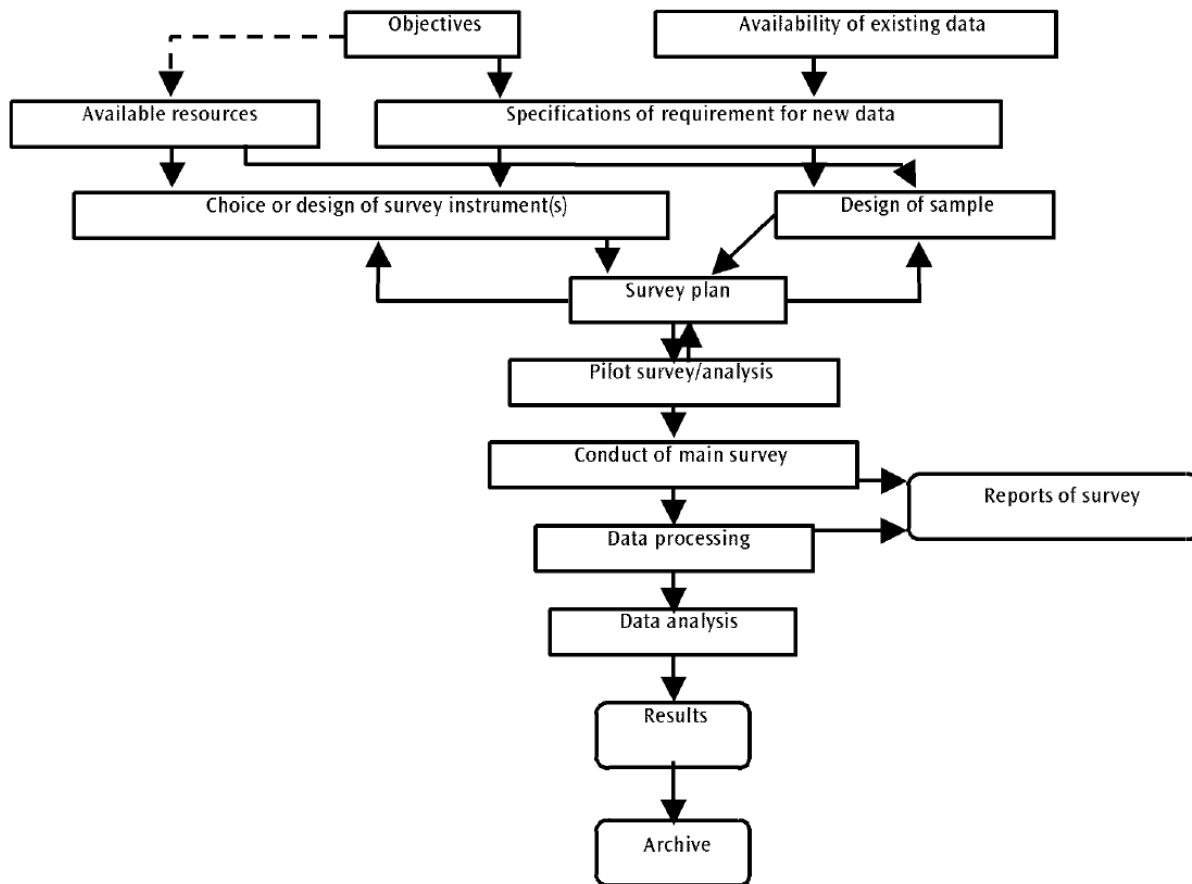 Objectives
Availability of existing data
Available resources
Specifications of requirement for new data
Choice or design of survey instrument(s)
Design of sample
Survey plan
Pilot survey/analysis
Conduct of main survey
Reports of survey
Data processing
Data analysis
Results
Archive